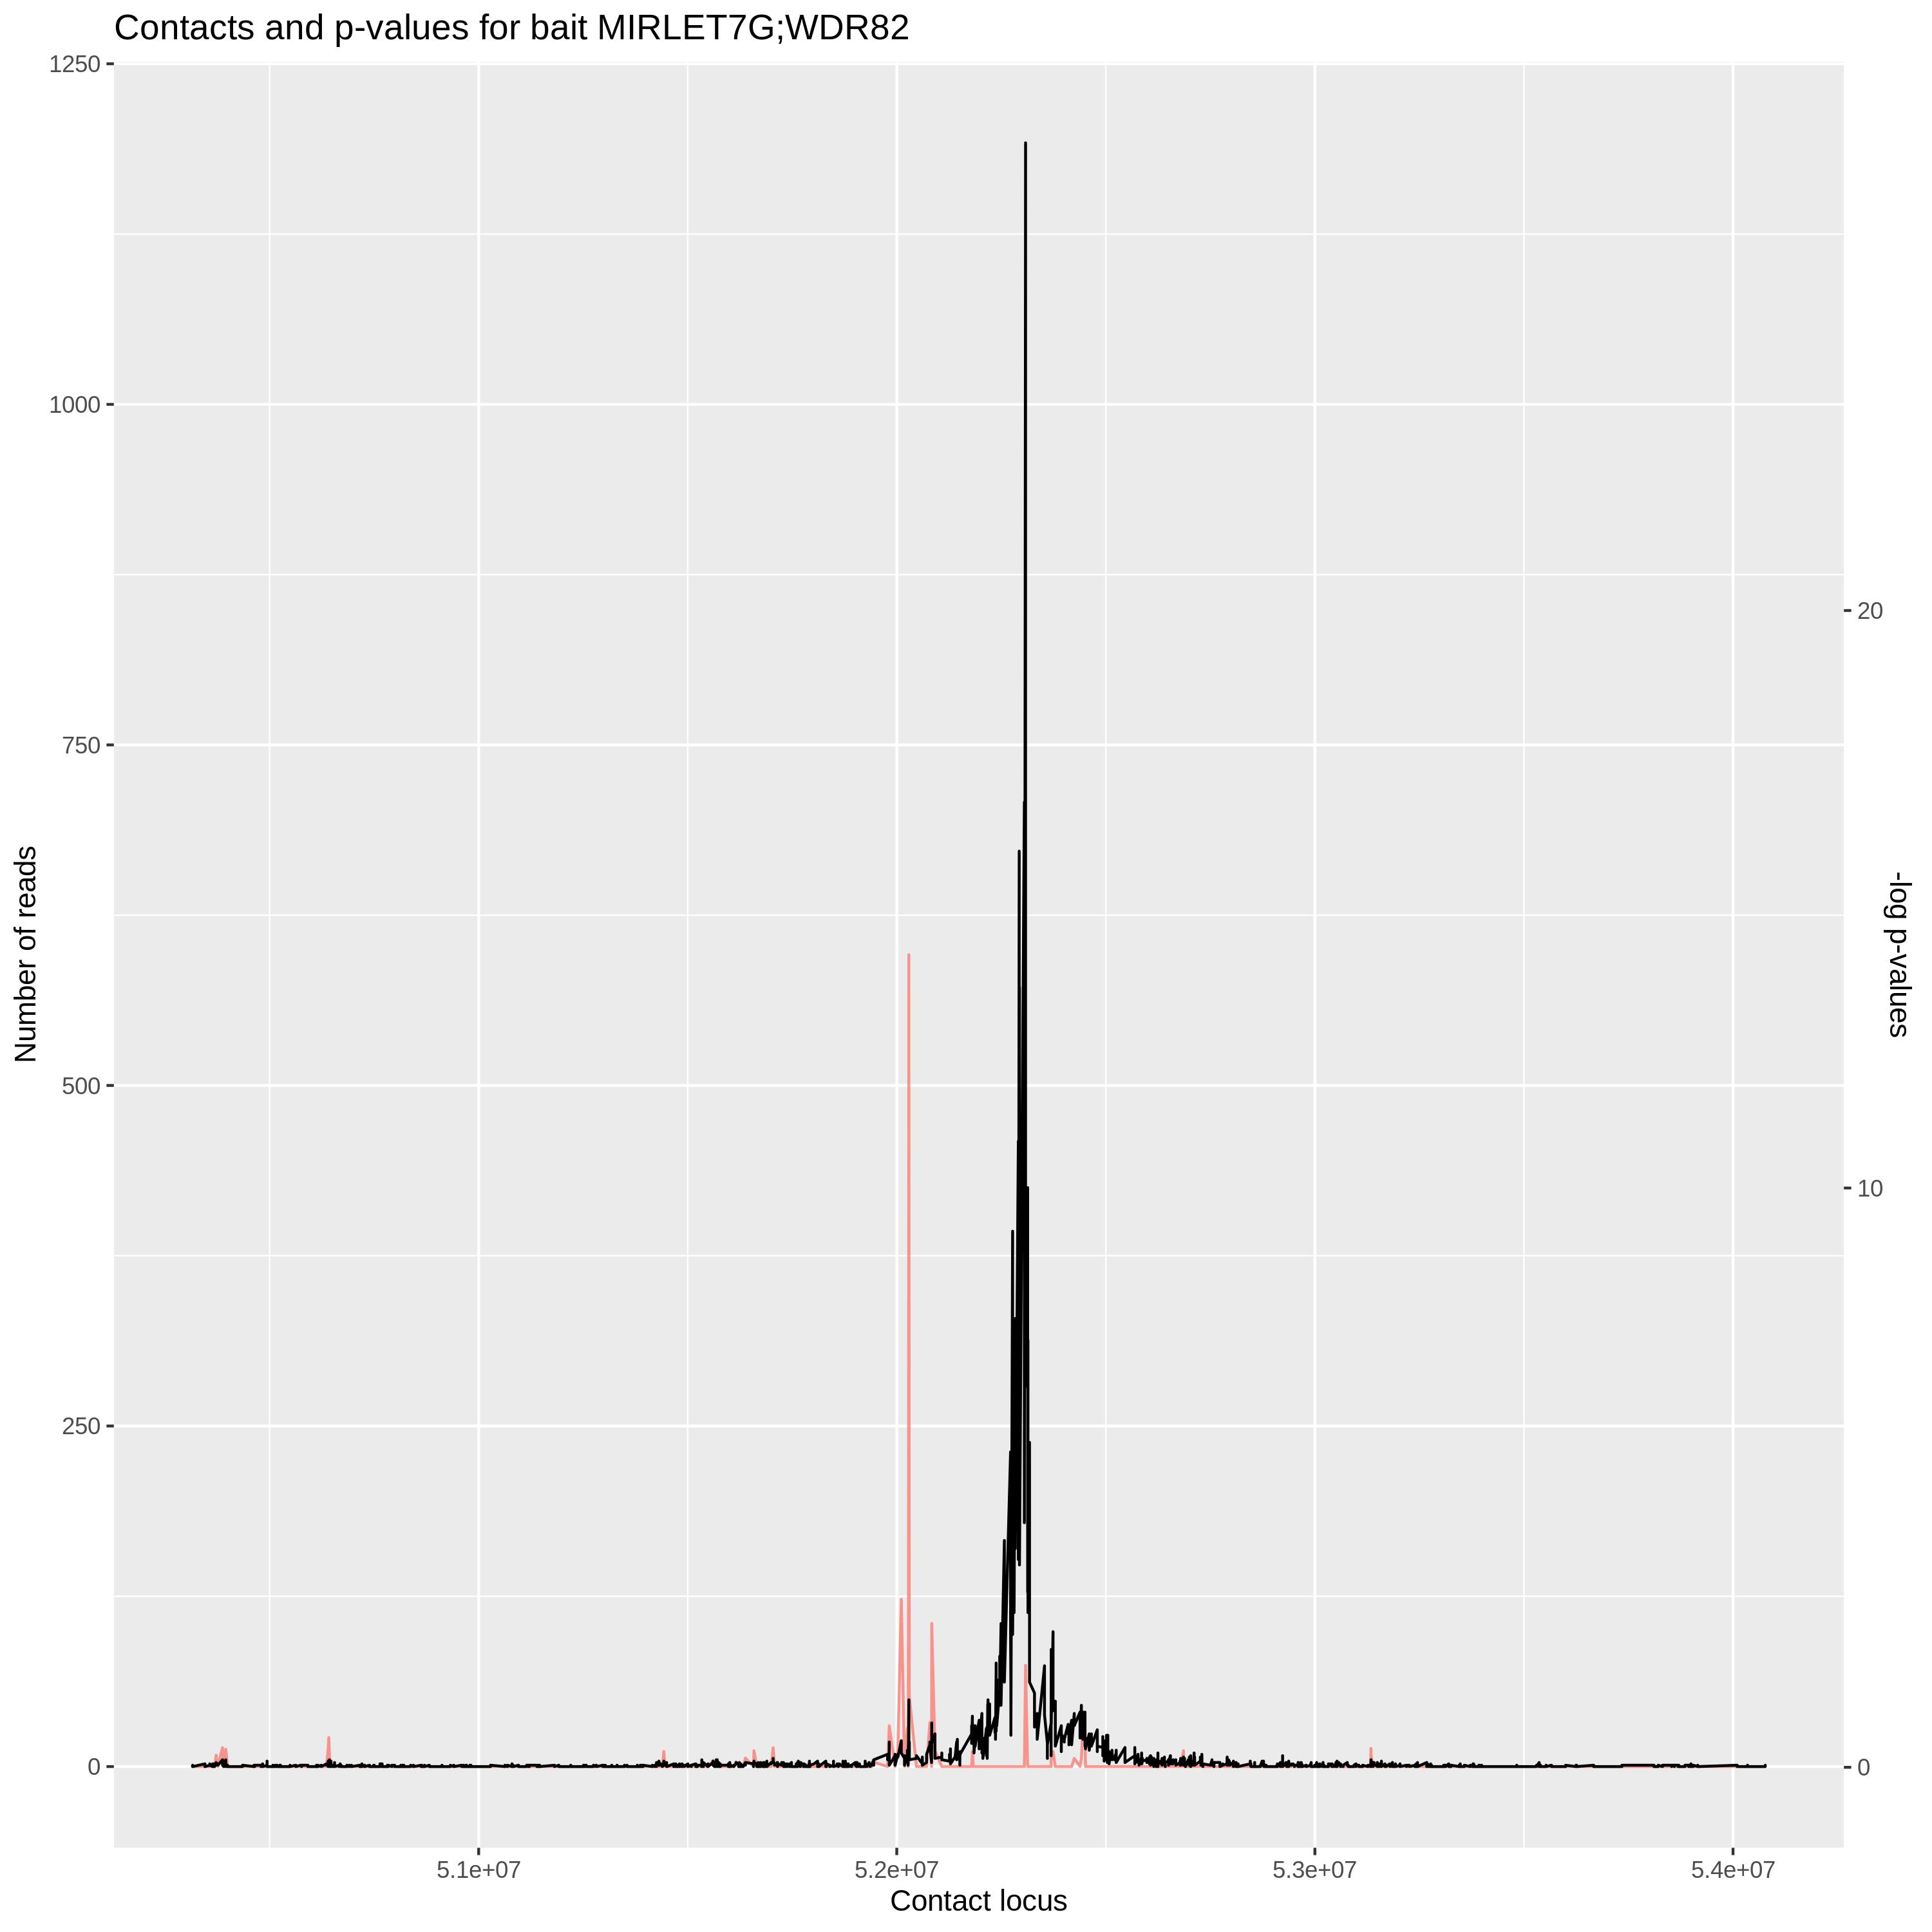 Contacts and p-values for bait MIRLET7G;WDR82
1250
1000
750
500
250
0
Number of reads
20
10
0
-log p-values
5.1e+07
5.2e+07
5.3e+07
5.4e+07
Contact locus